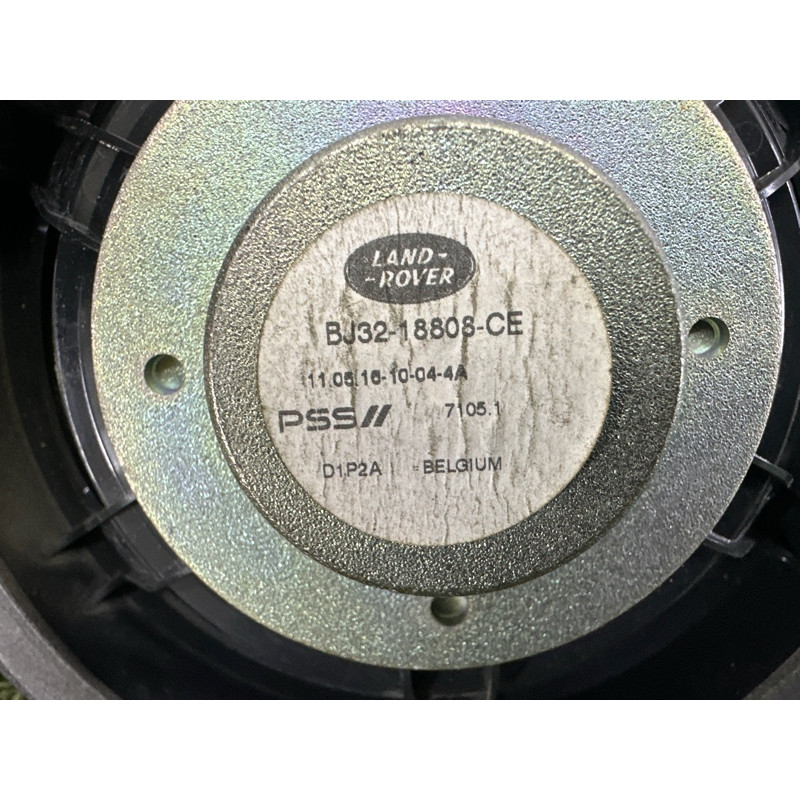 LAND-
-ROVER
BJ32-18808-CE
11.05.16-10-04-4A
PSS// 7105.1
D1P2A BELGIUM